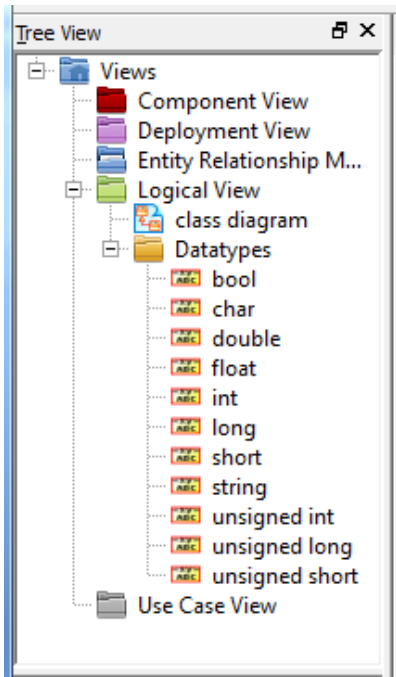 Tree View
Views
Component View
Deployment View
Entity Relationship M...
Logical View
class diagram
Datatypes
bool
char
double
float
int
long
short
string
unsigned int
unsigned long
unsigned short
Use Case View